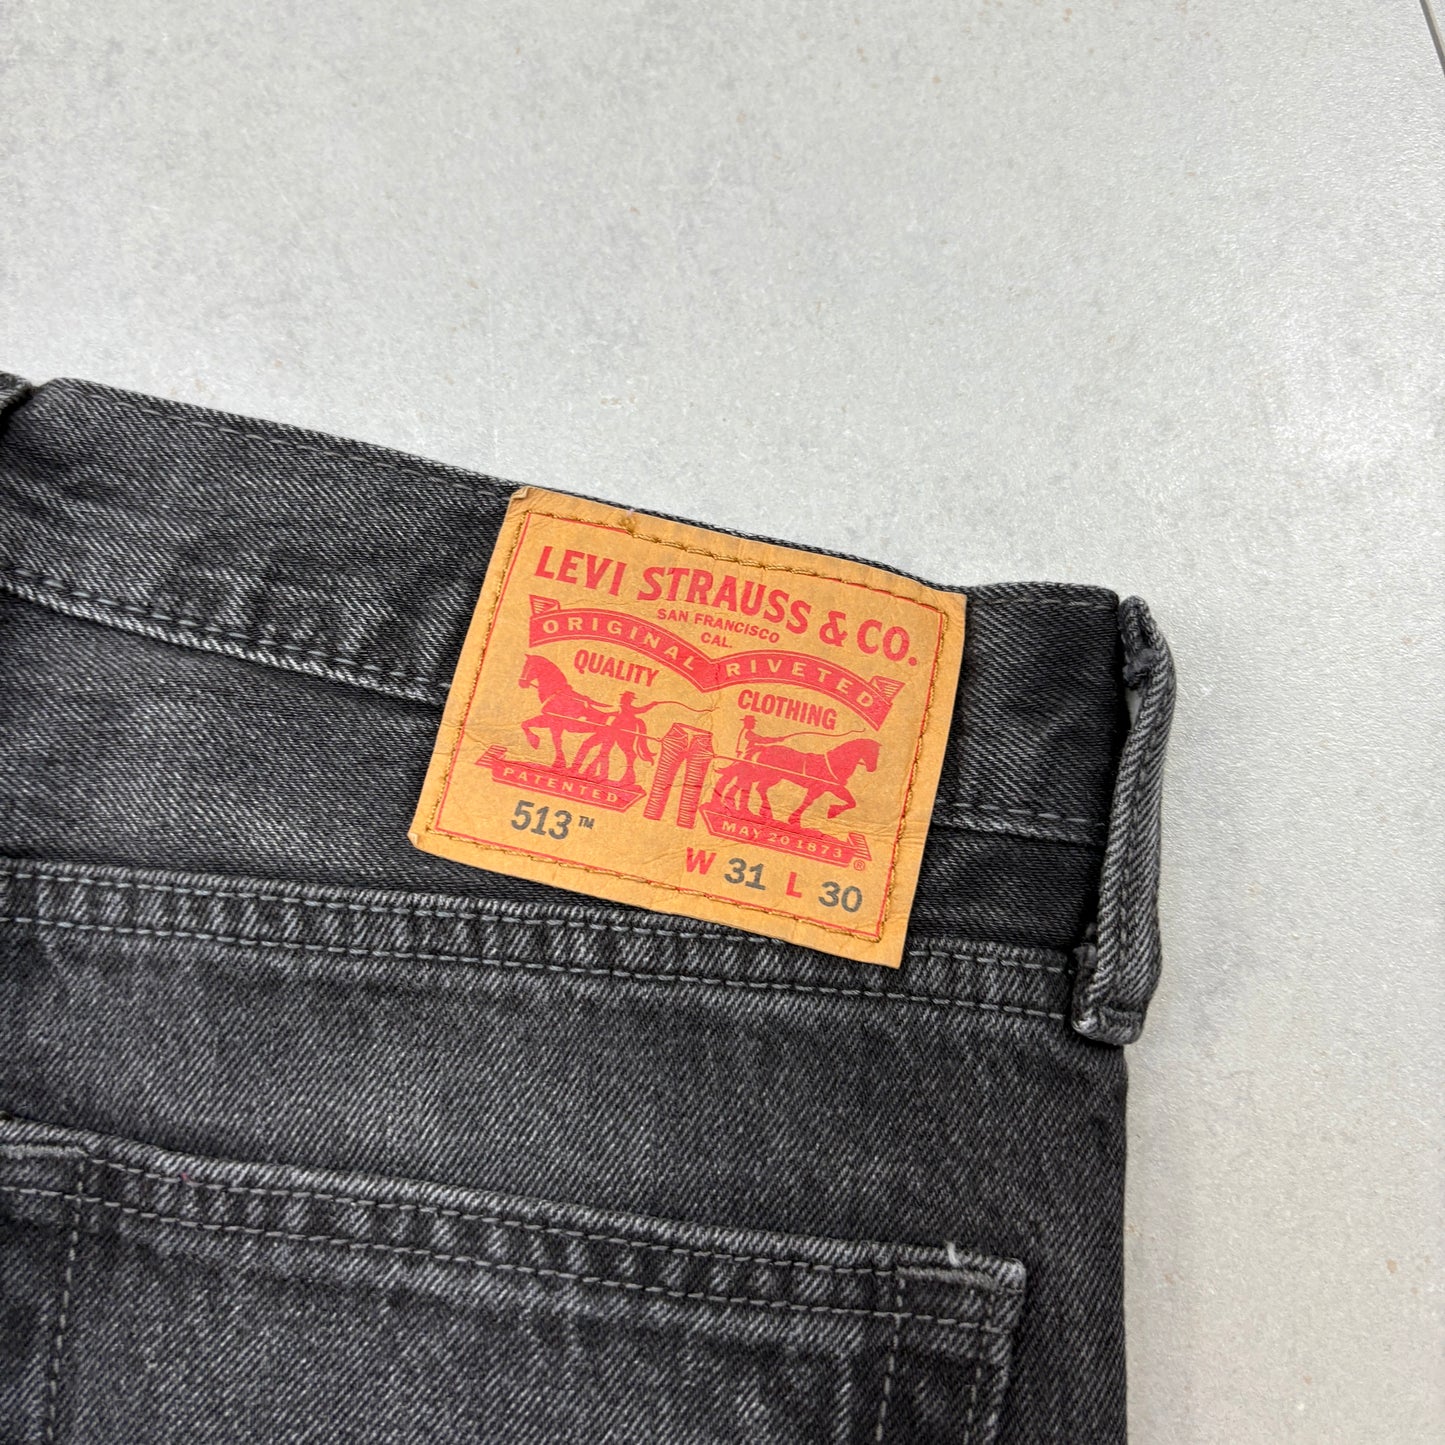 LEVI STRAUSS & CO.
SAN FRANCISCO
CAL.
ORIGINAL RIVETED
QUALITY CLOTHING
PATENTED MAY 20 1873 ®
513™
W 31 L 30